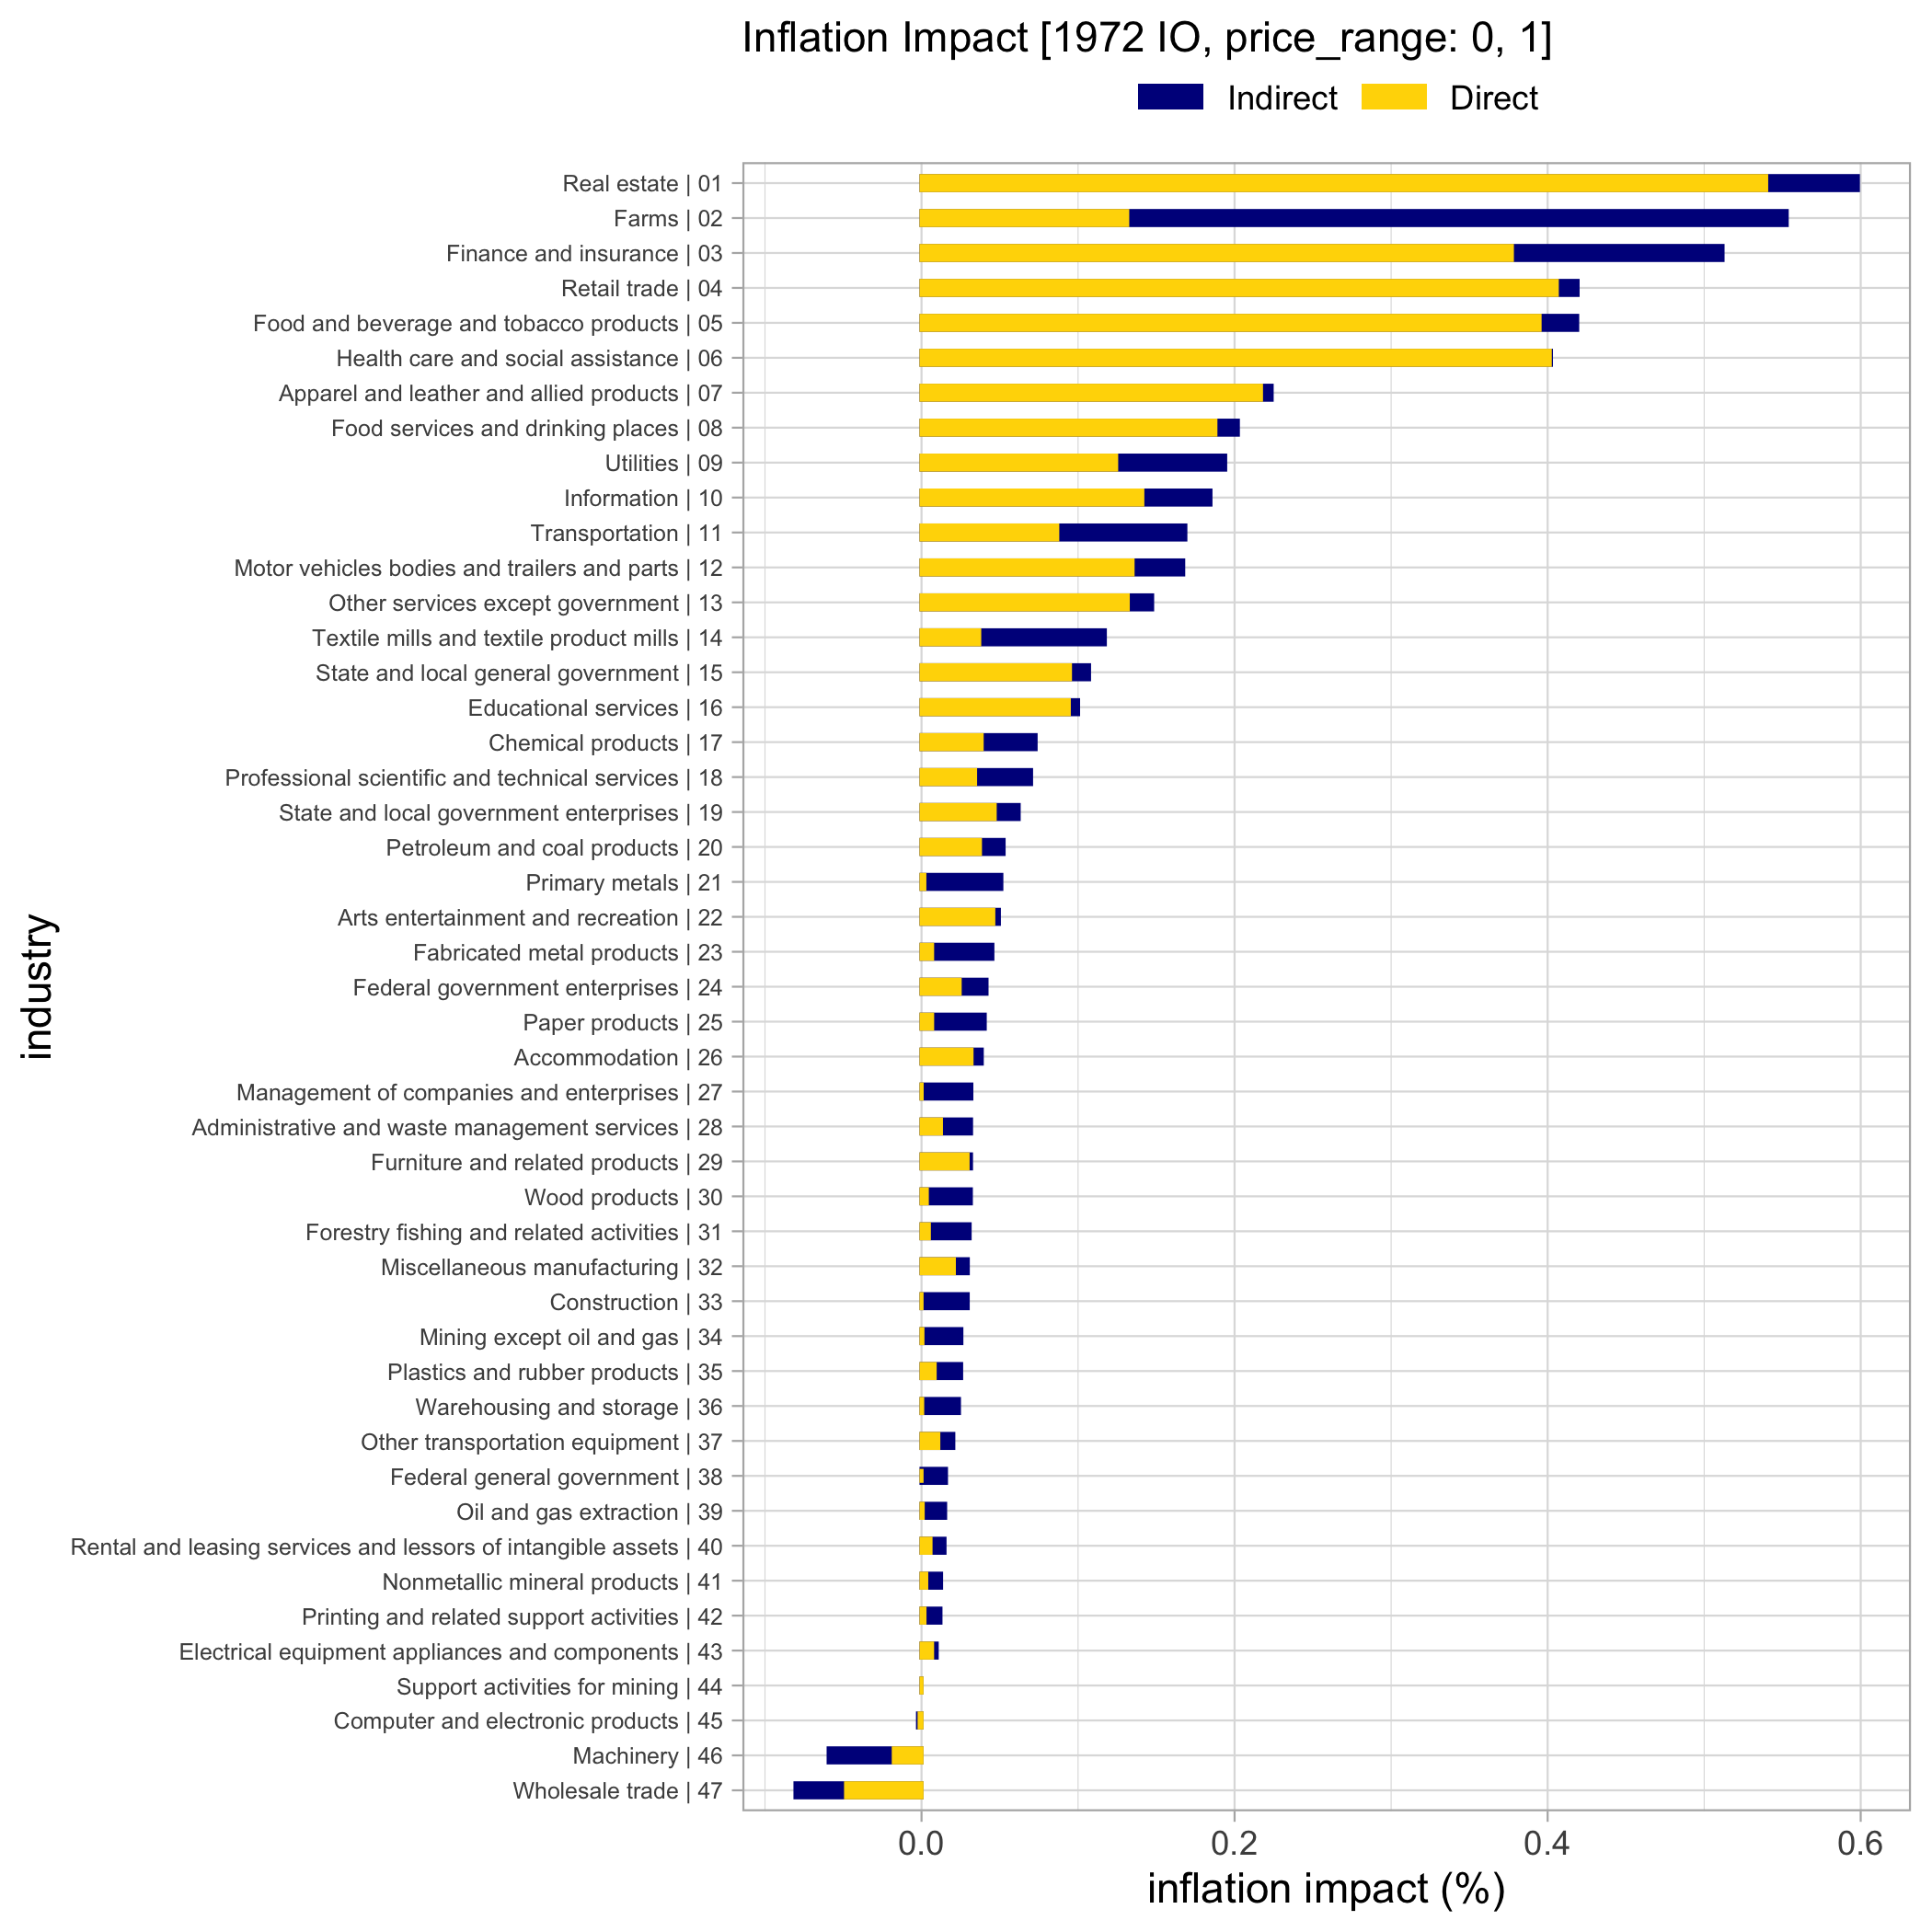 Inflation Impact [1972 IO, price_range: 0, 1]
Indirect Direct
Real estate | 01
Farms | 02
Finance and insurance | 03
Retail trade | 04
Food and beverage and tobacco products | 05
Health care and social assistance | 06
Apparel and leather and allied products | 07
Food services and drinking places | 08
Utilities | 09
Information | 10
Transportation | 11
Motor vehicles bodies and trailers and parts | 12
Other services except government | 13
Textile mills and textile product mills | 14
State and local general government | 15
Educational services | 16
Chemical products | 17
Professional scientific and technical services | 18
State and local government enterprises | 19
Petroleum and coal products | 20
Primary metals | 21
Arts entertainment and recreation | 22
Fabricated metal products | 23
Federal government enterprises | 24
Paper products | 25
Accommodation | 26
Management of companies and enterprises | 27
Administrative and waste management services | 28
Furniture and related products | 29
Wood products | 30
Forestry fishing and related activities | 31
Miscellaneous manufacturing | 32
Construction | 33
Mining except oil and gas | 34
Plastics and rubber products | 35
Warehousing and storage | 36
Other transportation equipment | 37
Federal general government | 38
Oil and gas extraction | 39
Rental and leasing services and lessors of intangible assets | 40
Nonmetallic mineral products | 41
Printing and related support activities | 42
Electrical equipment appliances and components | 43
Support activities for mining | 44
Computer and electronic products | 45
Machinery | 46
Wholesale trade | 47
industry
0.0 0.2 0.4 0.6
inflation impact (%)